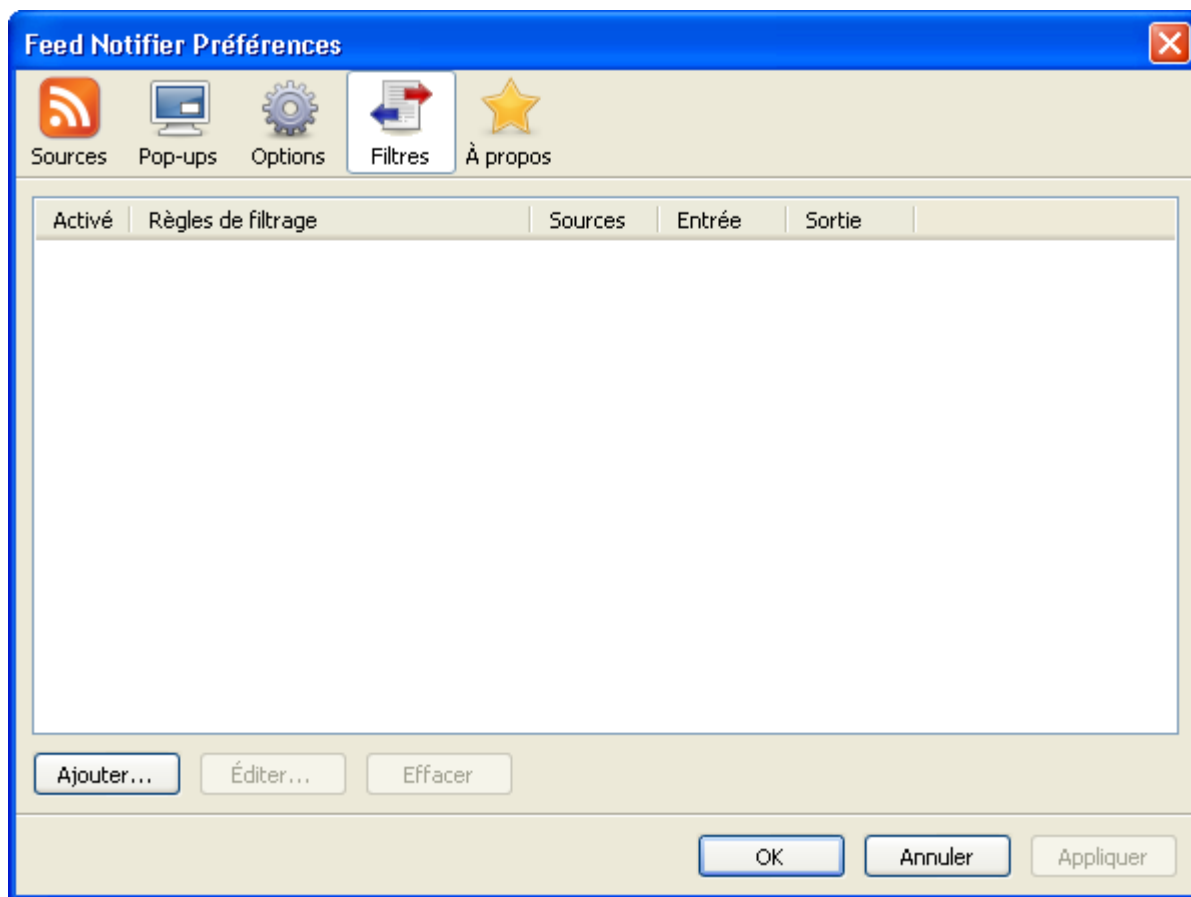 Feed Notifier Préférences
Sources Pop-ups Options Filtres À propos
Activé Règles de filtrage Sources Entrée Sortie
Ajouter... Éditer... Effacer
OK Annuler Appliquer